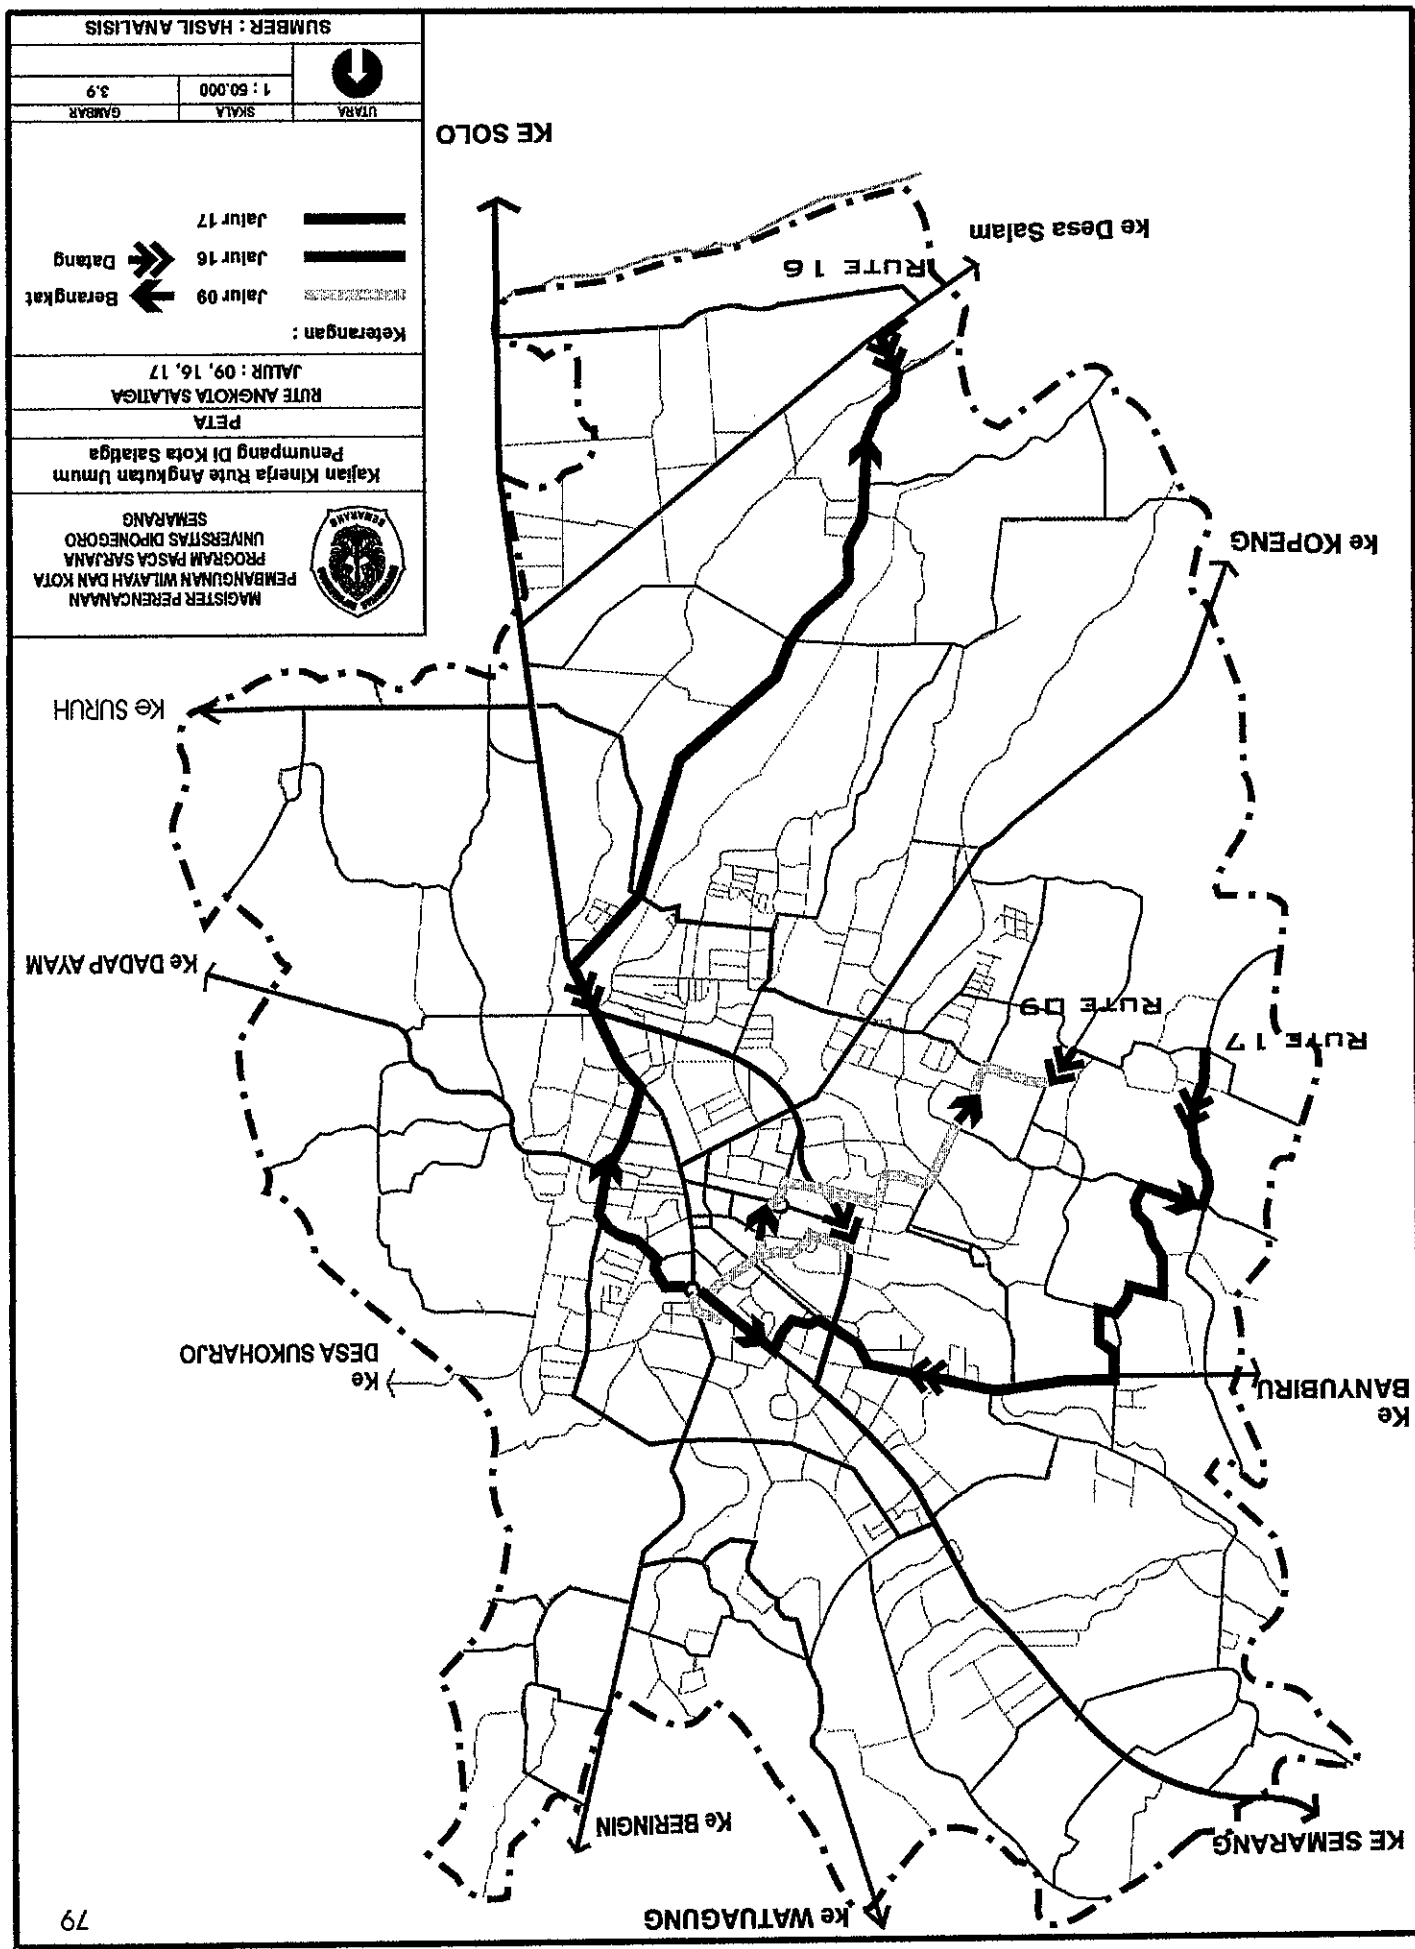 79
ke WATUAGUNG
KE SEMARANG
Ke BERINGIN
Ke
BANYUBIRU
Ke
DESA SUKOHARJO
RUTE 17
RUTE 09
Ke DADAP AYAM
Ke SURUH
ke KOPENG
RUTE 16
ke Desa Salam
KE SOLO
MAGISTER PERENCANAAN
PEMBANGUNAN WILAYAH DAN KOTA
PROGRAM PASCA SARJANA
UNIVERSITAS DIPONEGORO
SEMARANG
SEMARANG
Kajian Kinerja Rute Angkutan Umum
Penumpang Di Kota Salatiga
PETA
RUTE ANGKOTA SALATIGA
JALUR : 09, 16, 17
Keterangan :
Jalur 09 Berangkat
Jalur 16 Datang
Jalur 17
UTARA SKALA GAMBAR
1 : 50.000 3.9
SUMBER : HASIL ANALISIS